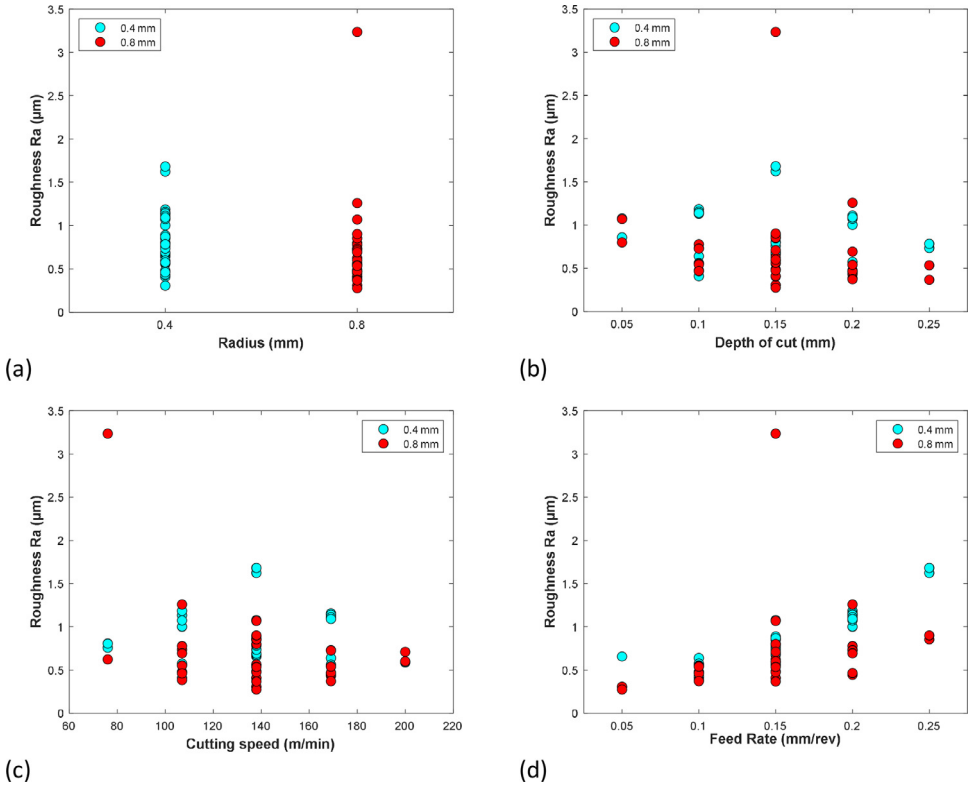 0.4 mm
0.8 mm
Roughness Ra (μm)
3.5
3
2.5
2
1.5
1
0.5
0
0.4 0.8
Radius (mm)
(a)
0.4 mm
0.8 mm
Roughness Ra (μm)
3.5
3
2.5
2
1.5
1
0.5
0
0.05 0.1 0.15 0.2 0.25
Depth of cut (mm)
(b)
0.4 mm
0.8 mm
Roughness Ra (μm)
3.5
3
2.5
2
1.5
1
0.5
0
60 80 100 120 140 160 180 200 220
Cutting speed (m/min)
(c)
0.4 mm
0.8 mm
Roughness Ra (μm)
3.5
3
2.5
2
1.5
1
0.5
0
0.05 0.1 0.15 0.2 0.25
Feed Rate (mm/rev)
(d)